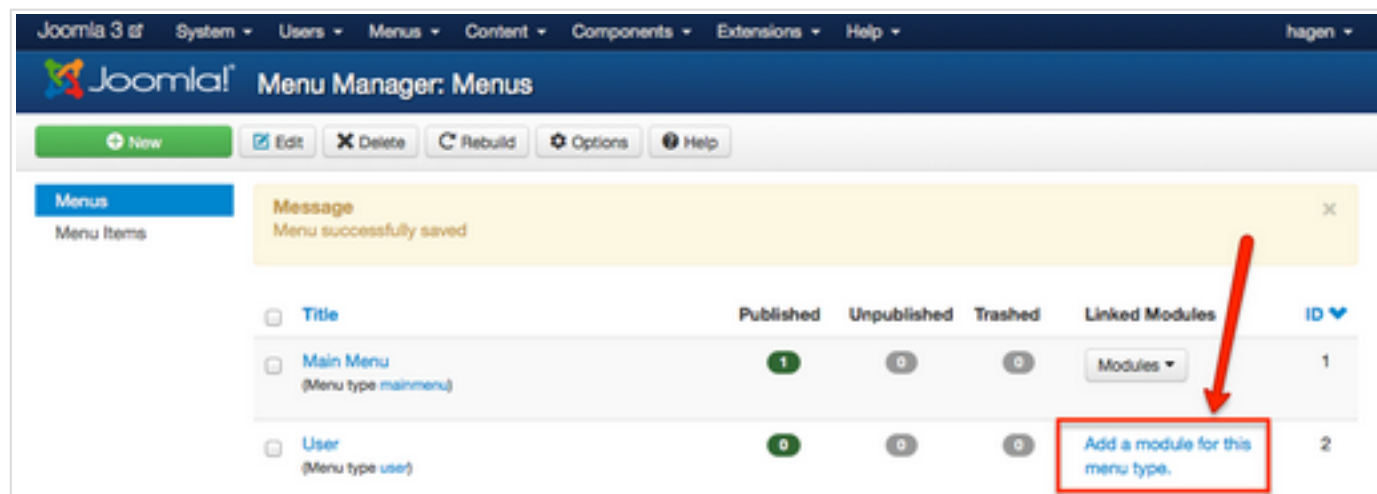 Joomla 3 System Users Menus Content Components Extensions Help hagen
Joomla! Menu Manager: Menus
New Edit Delete Rebuild Options Help
Menus
Menu Items
Message
Menu successfully saved
Title Published Unpublished Trashed Linked Modules ID
Main Menu 1 0 0 Modules 1
(Menu type mainmenu)
User 0 0 0 Add a module for this 2
(Menu type user) menu type.